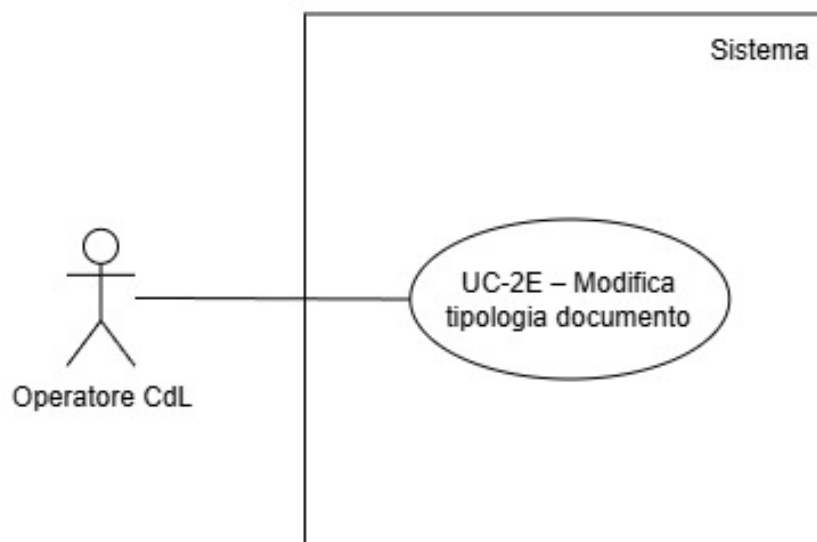 Sistema
UC-2E – Modifica
tipologia documento
Operatore CdL